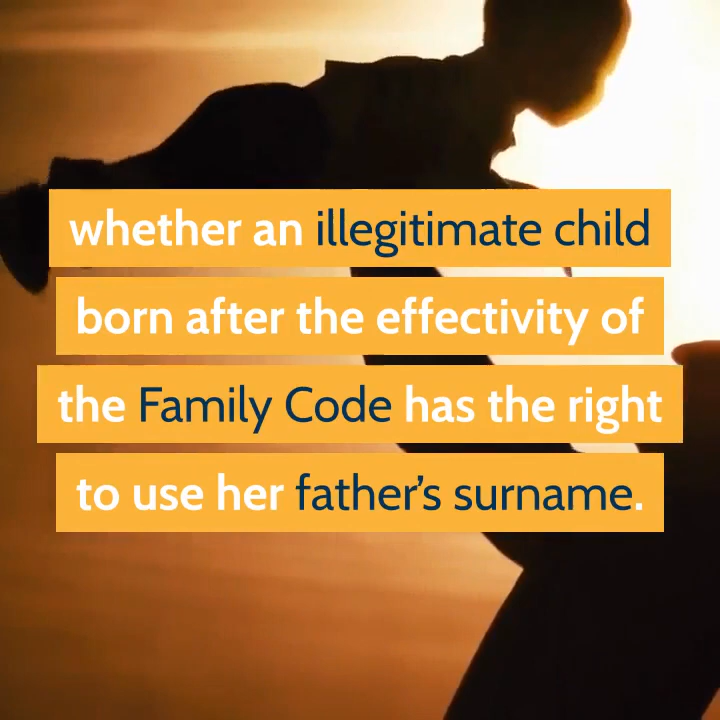 whether an illegitimate child
born after the effectivity of
the Family Code has the right
to use her father's surname.